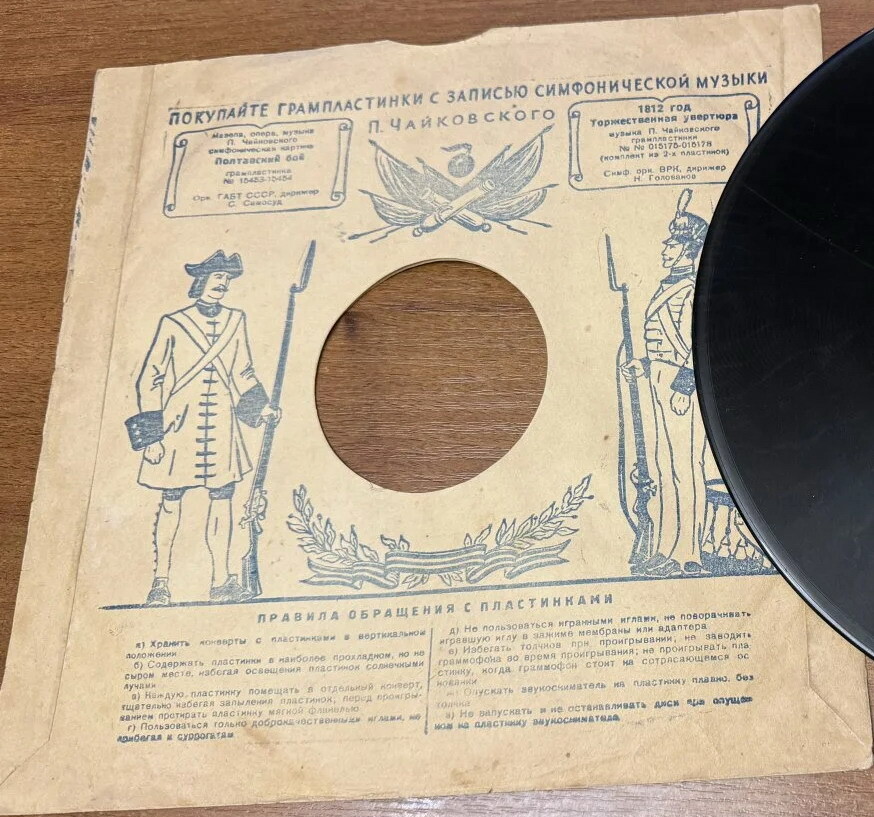 ПОКУПАЙТЕ ГРАМПЛАСТИНКИ С ЗАПИСЬЮ СИМФОНИЧЕСКОЙ МУЗЫКИ
П. ЧАЙКОВСКОГО
Мазепа, опера, музыка
П. Чайковского
симфоническая картина
Полтавский бой
грампластинка
№ 15453-15454
Орк. ГАБТ СССР, дирижер
С. Самосуд
1812 год
Торжественная увертюра
музыка П. Чайковского
грампластинки
№ № 015175-015178
(комплект из 2-х пластинок)
Симф. орк. ВРК, дирижер
Н. Голованов
ПРАВИЛА ОБРАЩЕНИЯ С ПЛАСТИНКАМИ
а) Хранить конверты с пластинками в вертикальном
положении
б) Содержать пластинки в наиболее прохладном, но не
сыром месте, избегая освещения пластинок солнечными
лучами
в) Каждую, пластинку помещать в отдельный конверт,
тщательно избегая запыления пластинок; перед проигры-
ванием протирать пластинку мягкой фланелью.
г) Пользоваться только доброкачественными иглами, не
прибегая к суррогатам
д) Не пользоваться игранными иглами, не поворачивать
игравшую иглу в зажиме мембраны или адаптера.
е) Избегать толчков при проигрывании, не заводить
граммофона во время проигрывания; не проигрывать пла-
стинку, когда граммофон стоит на сотрясающемся ос
новании
ж) Опускать звукосниматель на пластинку плавно, без
толчка
з) Не запускать и не останавливать диск при опущен
ном на пластинку звукоснимателе